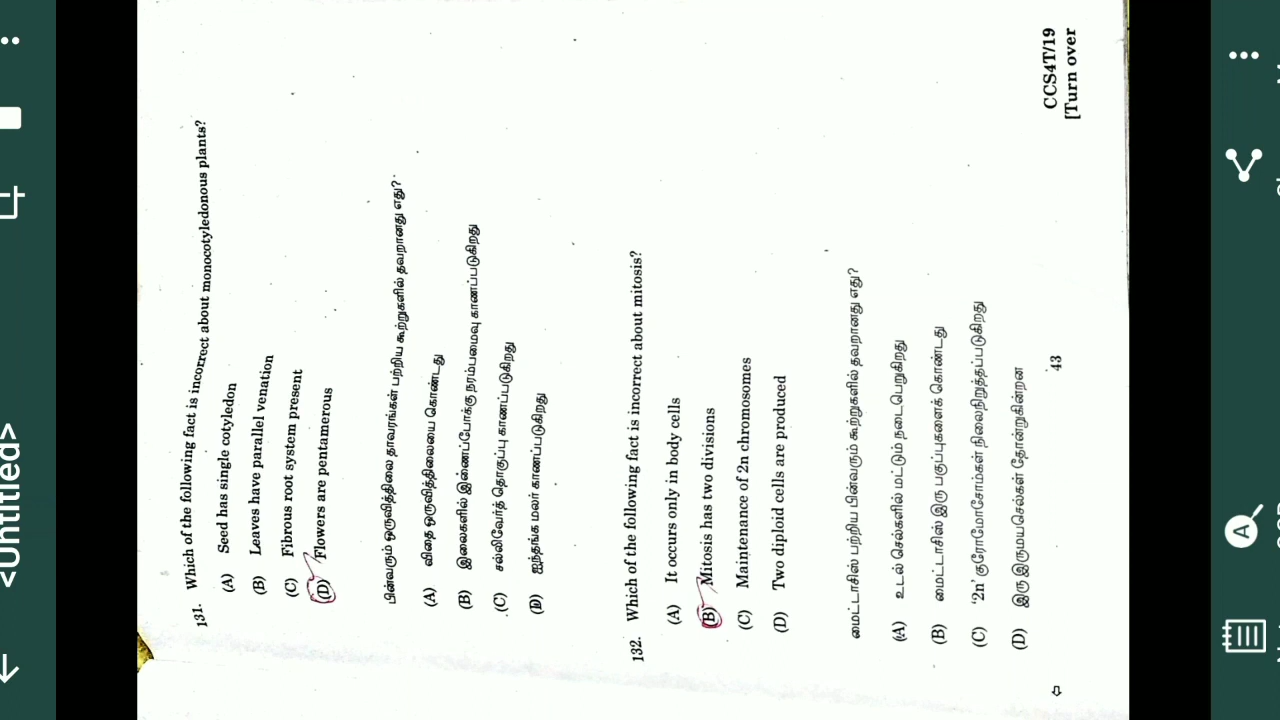 <Untitled>
131. Which of the following fact is incorrect about monocotyledonous plants?
(A) Seed has single cotyledon
(B) Leaves have parallel venation
(C) Fibrous root system present
(D) Flowers are pentamerous
பின்வரும் ஒருவித்திலை தாவரங்கள் பற்றிய கூற்றுகளில் தவறானது எது?
(A) விதை ஒருவித்திலையை கொண்டது
(B) இலைகளில் இணைப்போக்கு நரம்பமைவு காணப்படுகிறது
(C) சல்லிவேர்த் தொகுப்பு காணப்படுகிறது
(D) ஐந்தங்க மலர் காணப்படுகிறது
132. Which of the following fact is incorrect about mitosis?
(A) It occurs only in body cells
(B) Mitosis has two divisions
(C) Maintenance of 2n chromosomes
(D) Two diploid cells are produced
மைட்டாசிஸ் பற்றிய பின்வரும் கூற்றுகளில் தவறானது எது?
(A) உடல் செல்களில் மட்டும் நடைபெறுகிறது
(B) மைட்டாசிஸ் இரு பகுப்புகளைக் கொண்டது
(C) '2n' குரோமோசோம்கள் நிலைநிறுத்தப்படுகிறது
(D) இரு இருமயசெல்கள் தோன்றுகின்றன
43
CCS4T/19
[Turn over
A